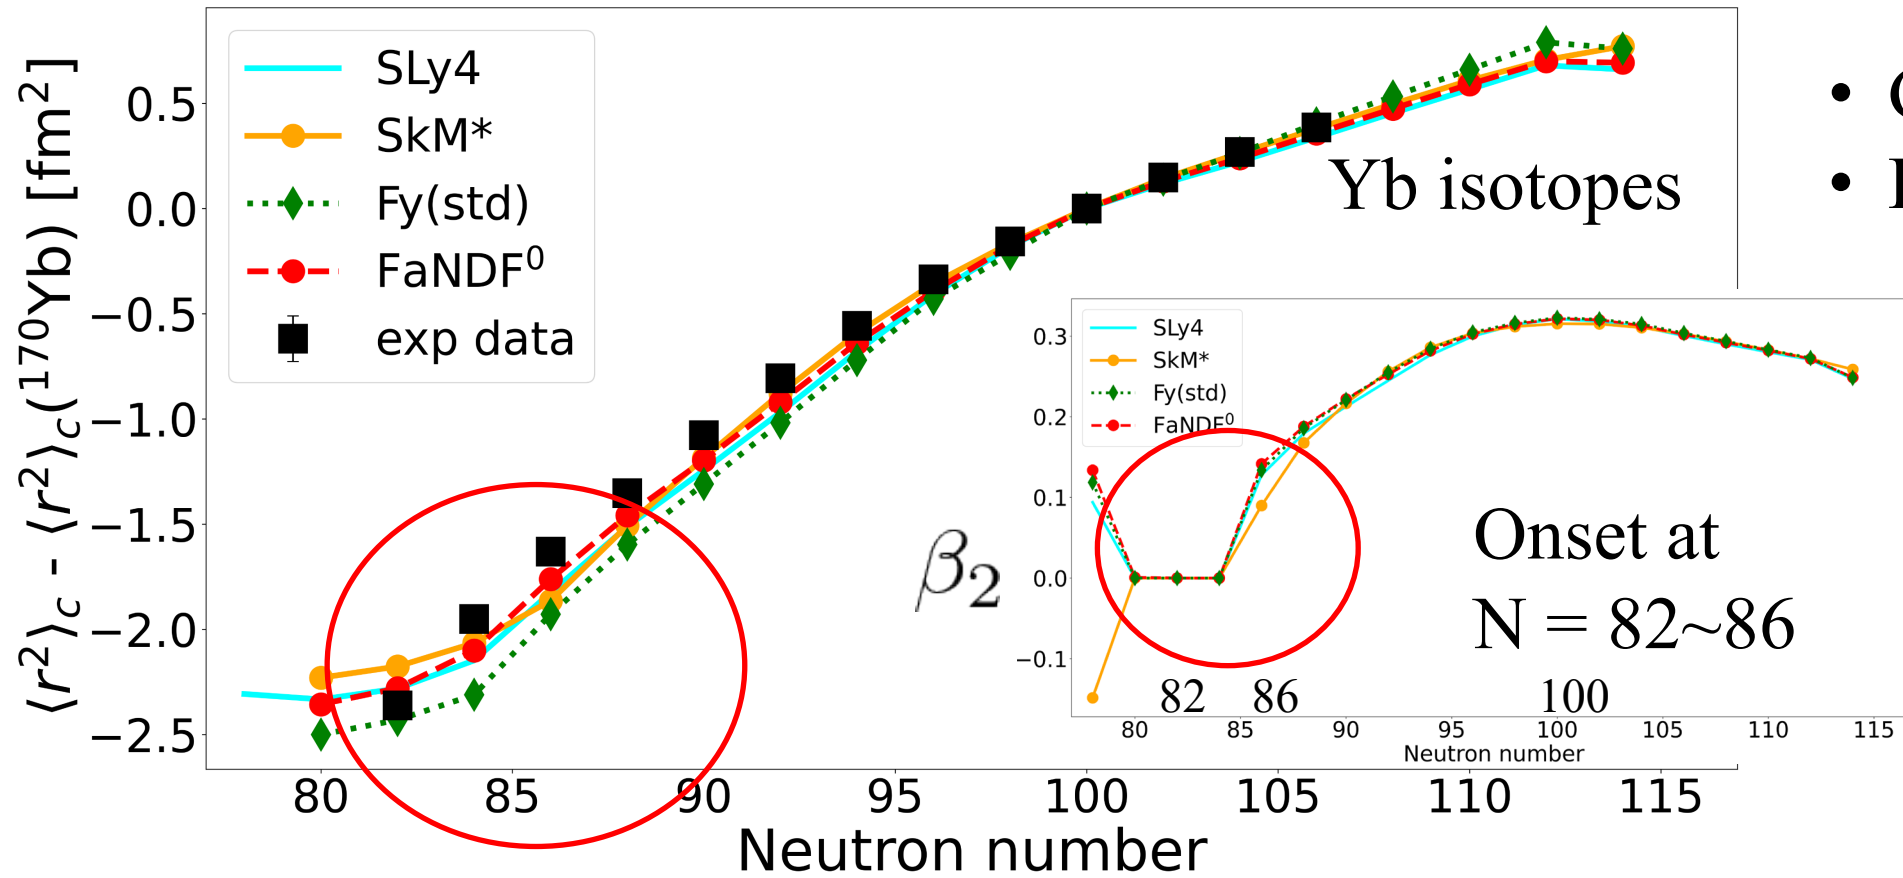 ⟨r²⟩c - ⟨r²⟩c(¹⁷⁰Yb) [fm²]
0.5
0.0
−0.5
−1.0
−1.5
−2.0
−2.5
SLy4
SkM*
Fy(std)
FaNDF⁰
exp data
Yb isotopes
80 85 90 95 100 105 110 115
Neutron number
β₂
0.3
0.2
0.1
0.0
−0.1
SLy4
SkM*
Fy(std)
FaNDF⁰
Onset at
N = 82~86
82 86 100
80 85 90 95 100 105 110 115
Neutron number